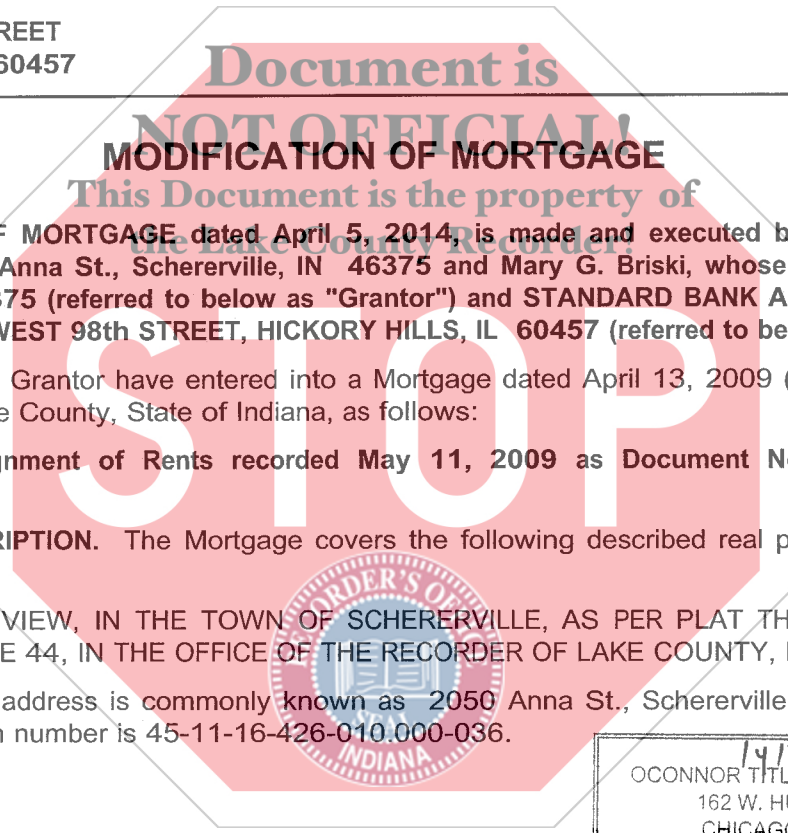 REET
60457
Document is
NOT OFFICIAL!
MODIFICATION OF MORTGAGE
This Document is the property of
the Lake County Recorder!
F MORTGAGE dated April 5, 2014, is made and executed b
Anna St., Schererville, IN 46375 and Mary G. Briski, whose
75 (referred to below as "Grantor") and STANDARD BANK A
WEST 98th STREET, HICKORY HILLS, IL 60457 (referred to be
STOP
Grantor have entered into a Mortgage dated April 13, 2009 (
e County, State of Indiana, as follows:
gnment of Rents recorded May 11, 2009 as Document N
RIPTION. The Mortgage covers the following described real p
RECORDER'S OFFICE
VIEW, IN THE TOWN OF SCHERERVILLE, AS PER PLAT TH
E 44, IN THE OFFICE OF THE RECORDER OF LAKE COUNTY, I
address is commonly known as 2050 Anna St., Schererville
n number is 45-11-16-426-010.000-036.
SEAL
INDIANA
OCONNOR TITL
162 W. HU
CHICAGO